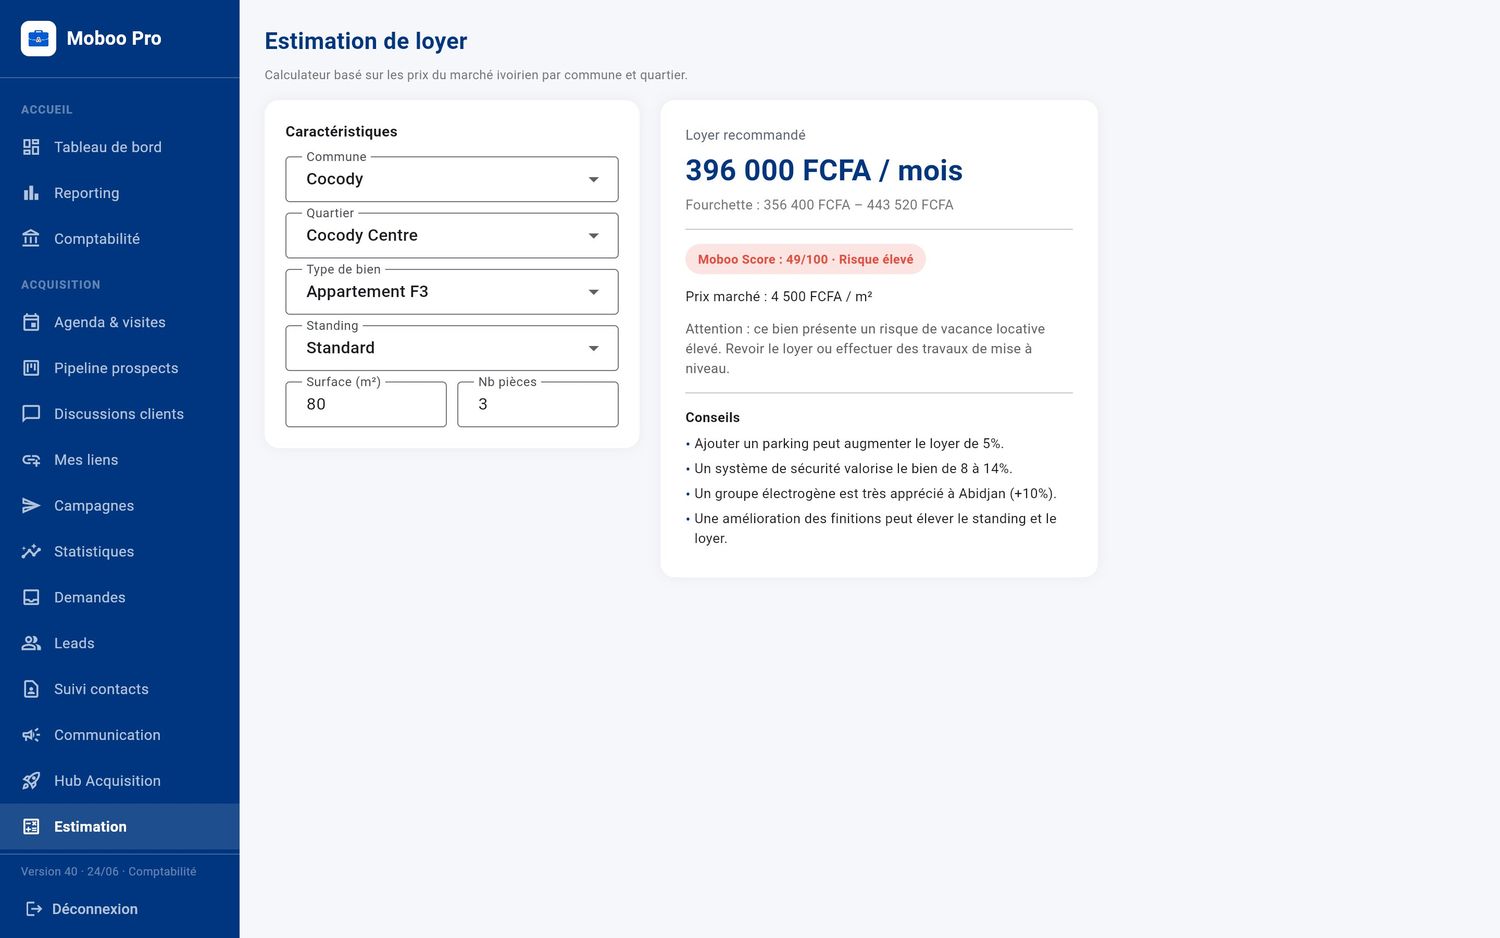 Moboo Pro
ACCUEIL
Tableau de bord
Reporting
Comptabilité
ACQUISITION
Agenda & visites
Pipeline prospects
Discussions clients
Mes liens
Campagnes
Statistiques
Demandes
Leads
Suivi contacts
Communication
Hub Acquisition
Estimation
Version 40 · 24/06 · Comptabilité
Déconnexion
Estimation de loyer
Calculateur basé sur les prix du marché ivoirien par commune et quartier.
Caractéristiques
Commune
Cocody
Quartier
Cocody Centre
Type de bien
Appartement F3
Standing
Standard
Surface (m²)
80
Nb pièces
3
Loyer recommandé
396 000 FCFA / mois
Fourchette : 356 400 FCFA – 443 520 FCFA
Moboo Score : 49/100 · Risque élevé
Prix marché : 4 500 FCFA / m²
Attention : ce bien présente un risque de vacance locative
élevé. Revoir le loyer ou effectuer des travaux de mise à
niveau.
Conseils
• Ajouter un parking peut augmenter le loyer de 5%.
• Un système de sécurité valorise le bien de 8 à 14%.
• Un groupe électrogène est très apprécié à Abidjan (+10%).
• Une amélioration des finitions peut élever le standing et le
loyer.